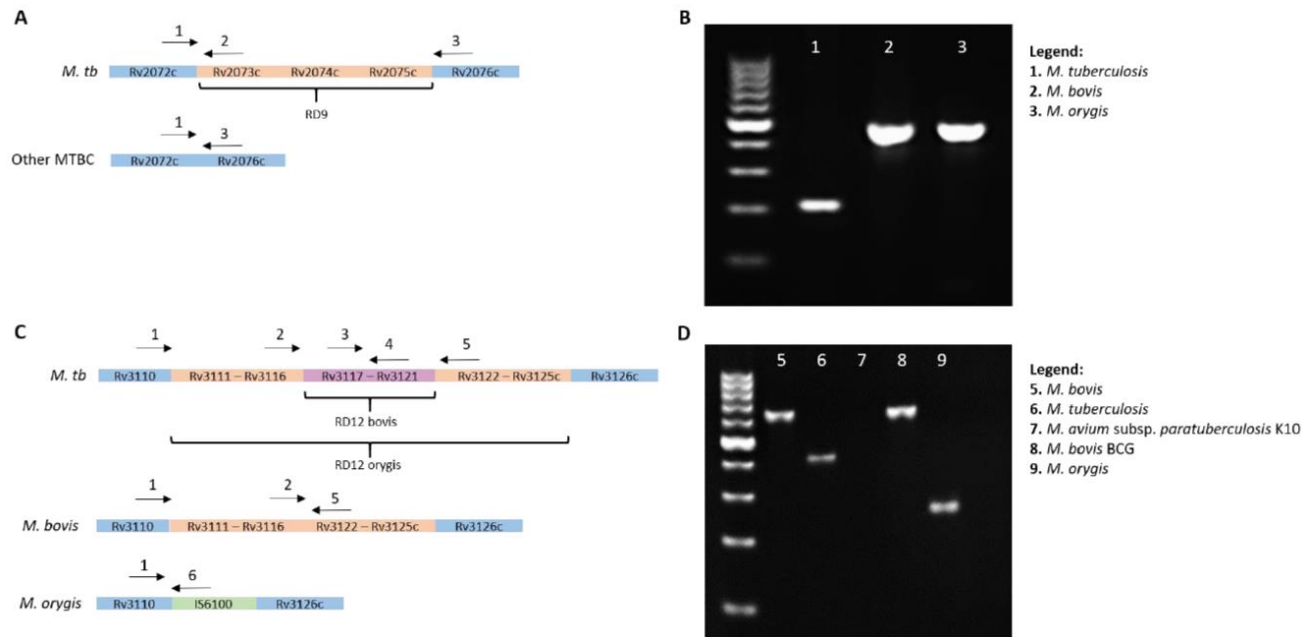 A
1
2
3
M. tb
Rv2072c Rv2073c Rv2074c Rv2075c Rv2076c
RD9
1
3
Other MTBC
Rv2072c Rv2076c
B
1 2 3
Legend:
1. M. tuberculosis
2. M. bovis
3. M. orygis
C
1
2
3
4
5
M. tb
Rv3110 Rv3111 – Rv3116 Rv3117 – Rv3121 Rv3122 – Rv3125c Rv3126c
RD12 bovis
RD12 orygis
1
2
5
M. bovis
Rv3110 Rv3111 – Rv3116 Rv3122 – Rv3125c Rv3126c
1
6
M. orygis
Rv3110 IS6100 Rv3126c
D
5 6 7 8 9
Legend:
5. M. bovis
6. M. tuberculosis
7. M. avium subsp. paratuberculosis K10
8. M. bovis BCG
9. M. orygis